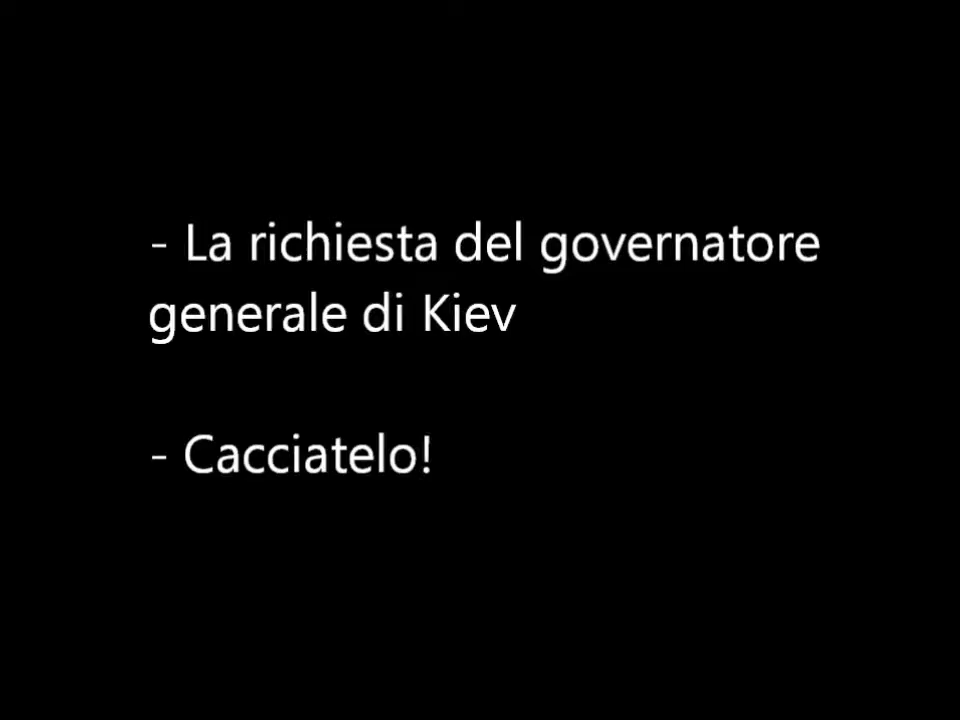 - La richiesta del governatore
generale di Kiev
- Cacciatelo!